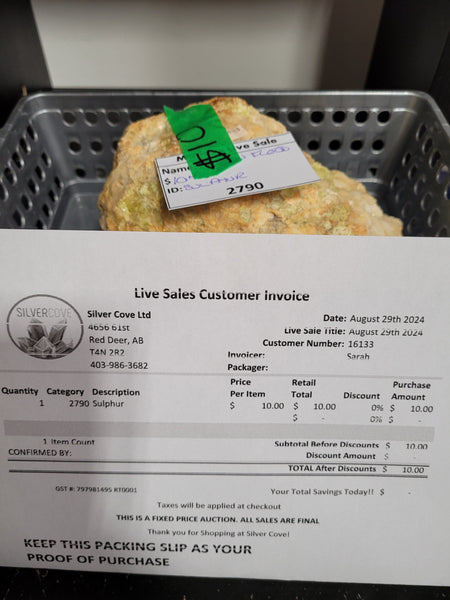 $10
ve Sale
Name
$10
ID: SULPHUR
2790
Live Sales Customer Invoice
SILVERCOVE
Silver Cove Ltd
4656 61st
Red Deer, AB
T4N 2R2
403-986-3682
Date: August 29th 2024
Live Sale Title: August 29th 2024
Customer Number: 16133
Invoicer: Sarah
Packager:
Quantity Category Description Price Per Item Retail Total Discount Purchase Amount
1 2790 Sulphur $ 10.00 $ 10.00 0% $ 10.00
$ - 0% $ -
1 Item Count
Subtotal Before Discounts $ 10.00
CONFIRMED BY:
Discount Amount $ -
TOTAL After Discounts $ 10.00
GST #: 797981495 RT0001
Your Total Savings Today!! $ -
Taxes will be applied at checkout
THIS IS A FIXED PRICE AUCTION. ALL SALES ARE FINAL
Thank you for Shopping at Silver Cove!
KEEP THIS PACKING SLIP AS YOUR
PROOF OF PURCHASE